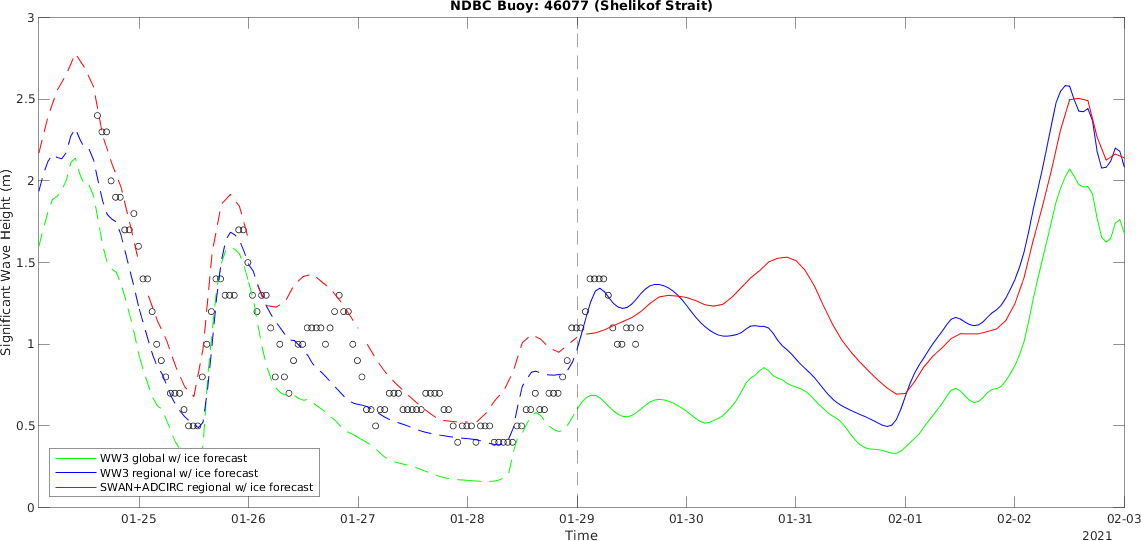 NDBC Buoy: 46077 (Shelikof Strait)
3
2.5
2
1.5
1
0.5
0
Significant Wave Height (m)
WW3 global w/ ice forecast
WW3 regional w/ ice forecast
SWAN+ADCIRC regional w/ ice forecast
01-25 01-26 01-27 01-28 01-29 01-30 01-31 02-01 02-02 02-03
Time
2021